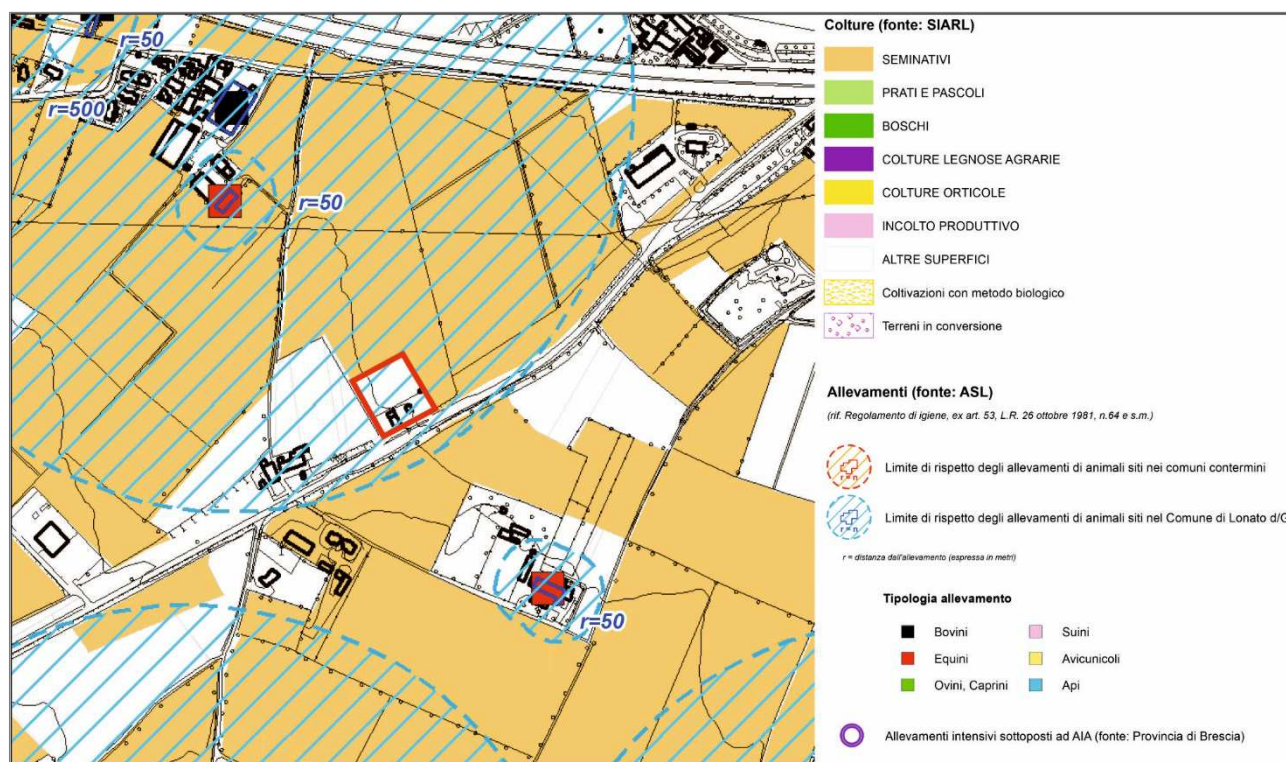 r=50
r=500
r=50
r=50
Colture (fonte: SIARL)
SEMINATIVI
PRATI E PASCOLI
BOSCHI
COLTURE LEGNOSE AGRARIE
COLTURE ORTICOLE
INCOLTO PRODUTTIVO
ALTRE SUPERFICI
Coltivazioni con metodo biologico
Terreni in conversione
Allevamenti (fonte: ASL)
(rif. Regolamento di igiene, ex art. 53, L.R. 26 ottobre 1981, n.64 e s.m.)
r = n
Limite di rispetto degli allevamenti di animali siti nei comuni contermini
r = n
Limite di rispetto degli allevamenti di animali siti nel Comune di Lonato d/G
r = distanza dall'allevamento (espressa in metri)
Tipologia allevamento
Bovini
Suini
Equini
Avicunicoli
Ovini, Caprini
Api
Allevamenti intensivi sottoposti ad AIA (fonte: Provincia di Brescia)